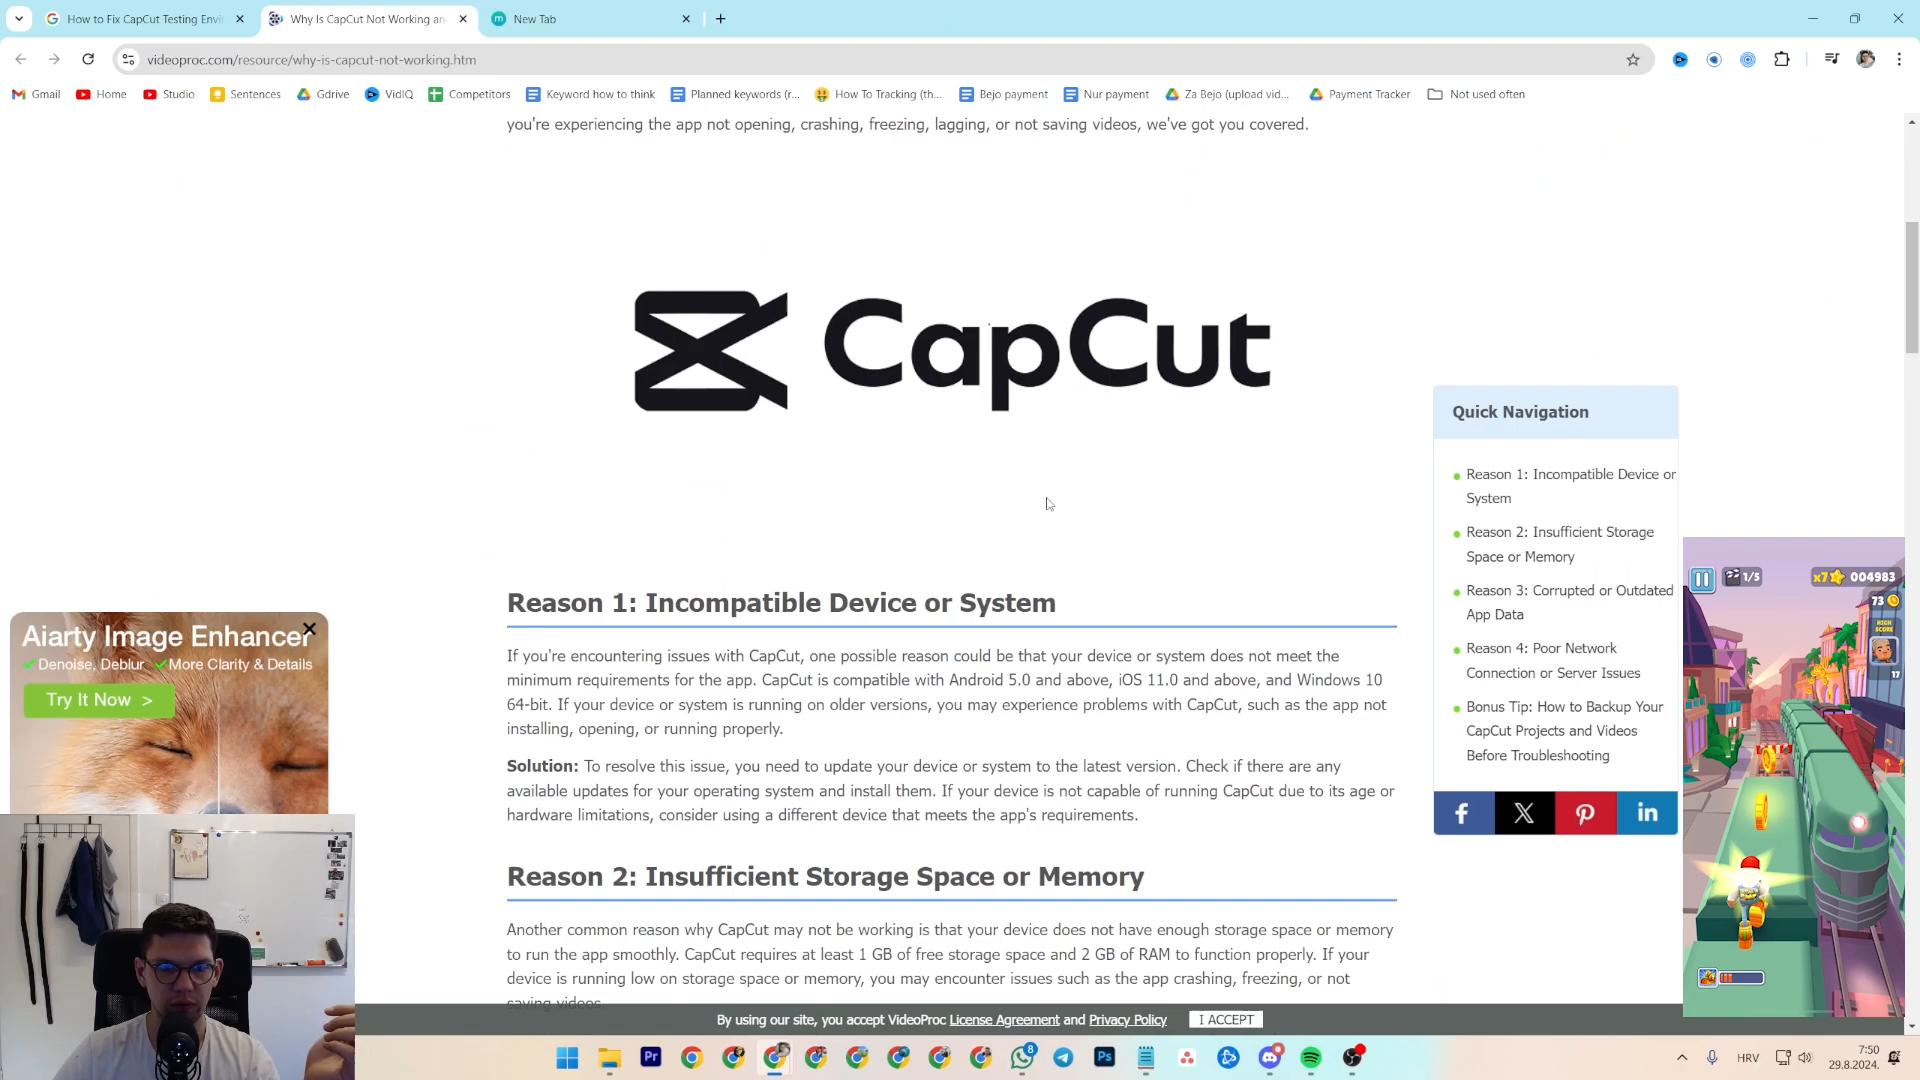 How to Fix CapCut Testing Envi
Why Is CapCut Not Working an
New Tab
videoproc.com/resource/why-is-capcut-not-working.htm
Gmail
Home
Studio
Sentences
Gdrive
VidIQ
Competitors
Keyword how to think
Planned keywords (r...
How To Tracking (th...
Bejo payment
Nur payment
Za Bejo (upload vid...
Payment Tracker
Not used often
you're experiencing the app not opening, crashing, freezing, lagging, or not saving videos, we've got you covered.
CapCut
Quick Navigation
Reason 1: Incompatible Device or
System
Reason 2: Insufficient Storage
Space or Memory
Reason 3: Corrupted or Outdated
App Data
Reason 4: Poor Network
Connection or Server Issues
Bonus Tip: How to Backup Your
CapCut Projects and Videos
Before Troubleshooting
Reason 1: Incompatible Device or System
If you're encountering issues with CapCut, one possible reason could be that your device or system does not meet the
minimum requirements for the app. CapCut is compatible with Android 5.0 and above, iOS 11.0 and above, and Windows 10
64-bit. If your device or system is running on older versions, you may experience problems with CapCut, such as the app not
installing, opening, or running properly.
Solution: To resolve this issue, you need to update your device or system to the latest version. Check if there are any
available updates for your operating system and install them. If your device is not capable of running CapCut due to its age or
hardware limitations, consider using a different device that meets the app's requirements.
Reason 2: Insufficient Storage Space or Memory
Another common reason why CapCut may not be working is that your device does not have enough storage space or memory
to run the app smoothly. CapCut requires at least 1 GB of free storage space and 2 GB of RAM to function properly. If your
device is running low on storage space or memory, you may encounter issues such as the app crashing, freezing, or not
saving videos.
Aiarty Image Enhancer
Denoise, Deblur
More Clarity & Details
Try It Now >
1/5
x7
004983
73
HIGH
SCORE
17
By using our site, you accept VideoProc License Agreement and Privacy Policy
I ACCEPT
Pr
8
Ps
HRV
7:50
29.8.2024.